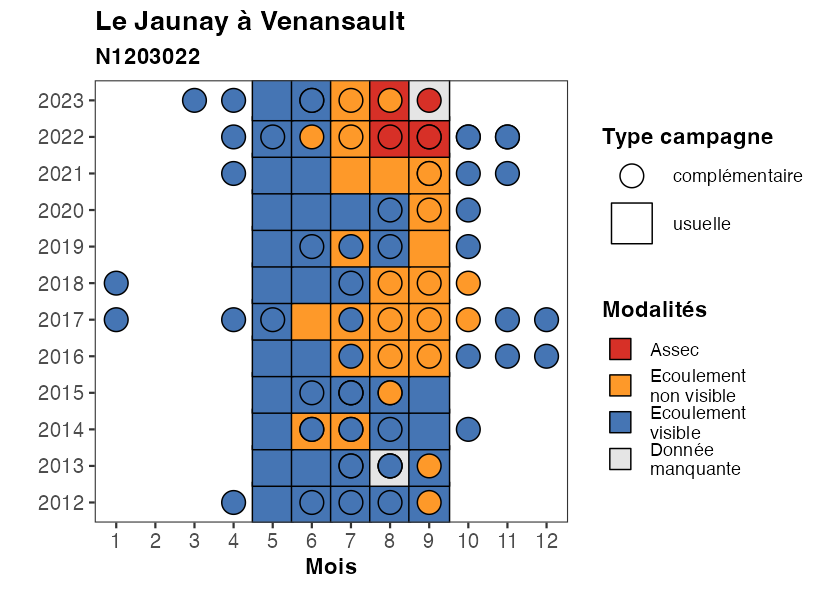 Le Jaunay à Venansault
N1203022
2023
2022
2021
2020
2019
2018
2017
2016
2015
2014
2013
2012
1 2 3 4 5 6 7 8 9 10 11 12
Mois
Type campagne
complémentaire
usuelle
Modalités
Assec
Ecoulement
non visible
Ecoulement
visible
Donnée
manquante